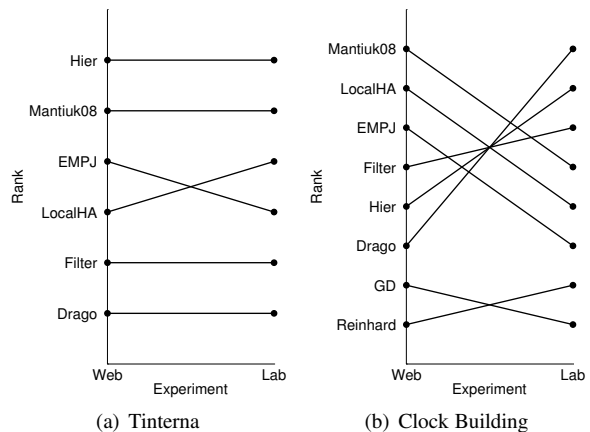 Rank
Hier
Mantiuk08
EMPJ
LocalHA
Filter
Drago
Web
Lab
Experiment
(a) Tinterna
Rank
Mantiuk08
LocalHA
EMPJ
Filter
Hier
Drago
GD
Reinhard
Web
Lab
Experiment
(b) Clock Building